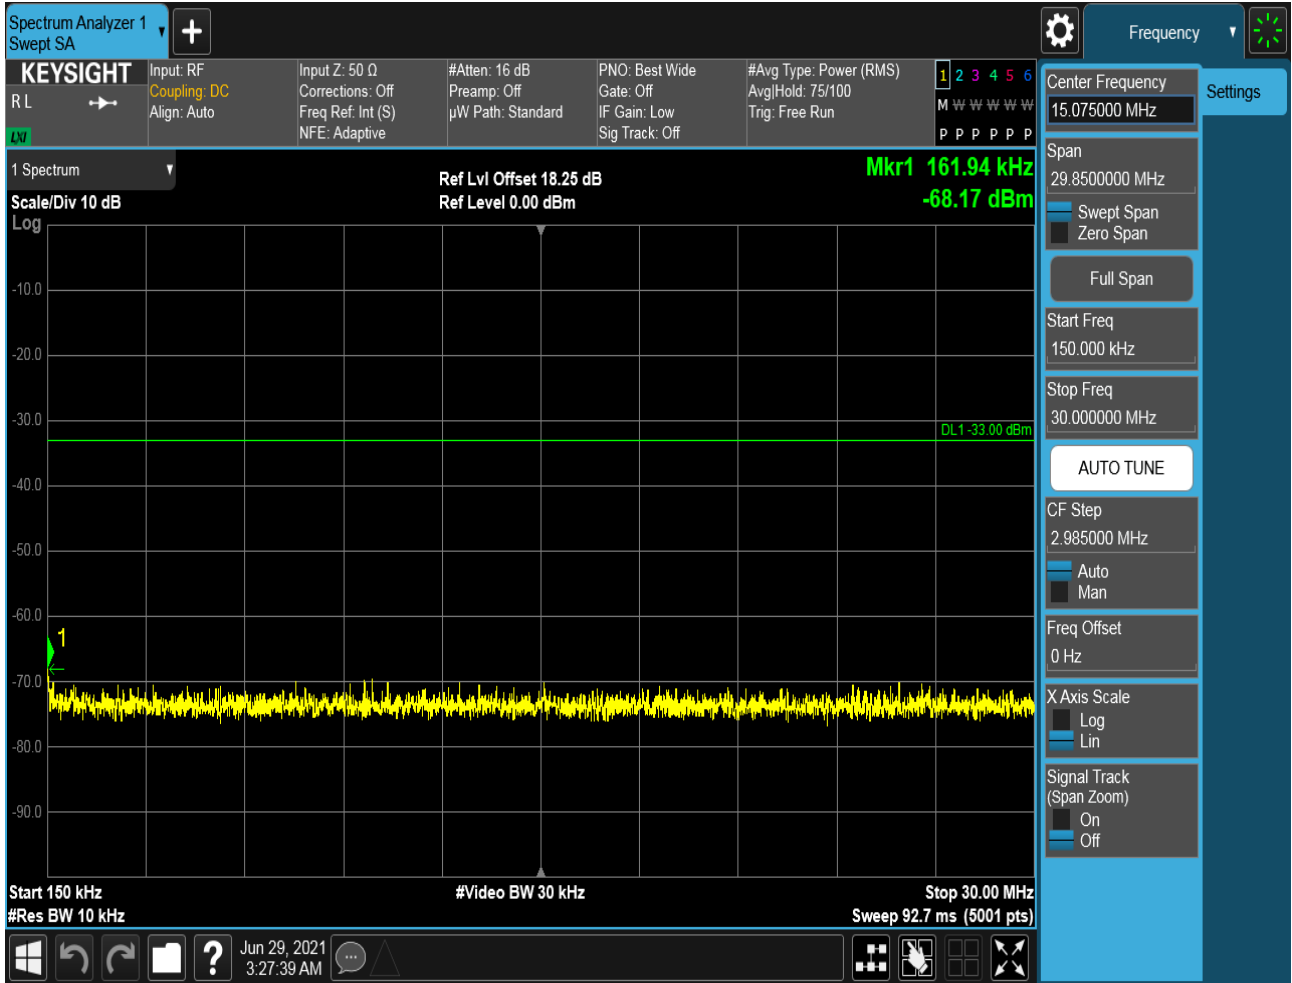 Spectrum Analyzer 1
Swept SA
+
Frequency
KEYSIGHT
R L
LXI
Input: RF
Coupling: DC
Align: Auto
Input Z: 50 Ω
Corrections: Off
Freq Ref: Int (S)
NFE: Adaptive
#Atten: 16 dB
Preamp: Off
µW Path: Standard
PNO: Best Wide
Gate: Off
IF Gain: Low
Sig Track: Off
#Avg Type: Power (RMS)
Avg|Hold: 75/100
Trig: Free Run
1 2 3 4 5 6
M W W W W W
P P P P P P
1 Spectrum
Scale/Div 10 dB
Log
Ref Lvl Offset 18.25 dB
Ref Level 0.00 dBm
Mkr1 161.94 kHz
-68.17 dBm
-10.0
-20.0
-30.0
DL1 -33.00 dBm
-40.0
-50.0
-60.0
1
-70.0
-80.0
-90.0
Start 150 kHz
#Res BW 10 kHz
#Video BW 30 kHz
Stop 30.00 MHz
Sweep 92.7 ms (5001 pts)
Center Frequency
15.075000 MHz
Span
29.8500000 MHz
Swept Span
Zero Span
Full Span
Start Freq
150.000 kHz
Stop Freq
30.000000 MHz
AUTO TUNE
CF Step
2.985000 MHz
Auto
Man
Freq Offset
0 Hz
X Axis Scale
Log
Lin
Signal Track
(Span Zoom)
On
Off
Settings
?
Jun 29, 2021
3:27:39 AM